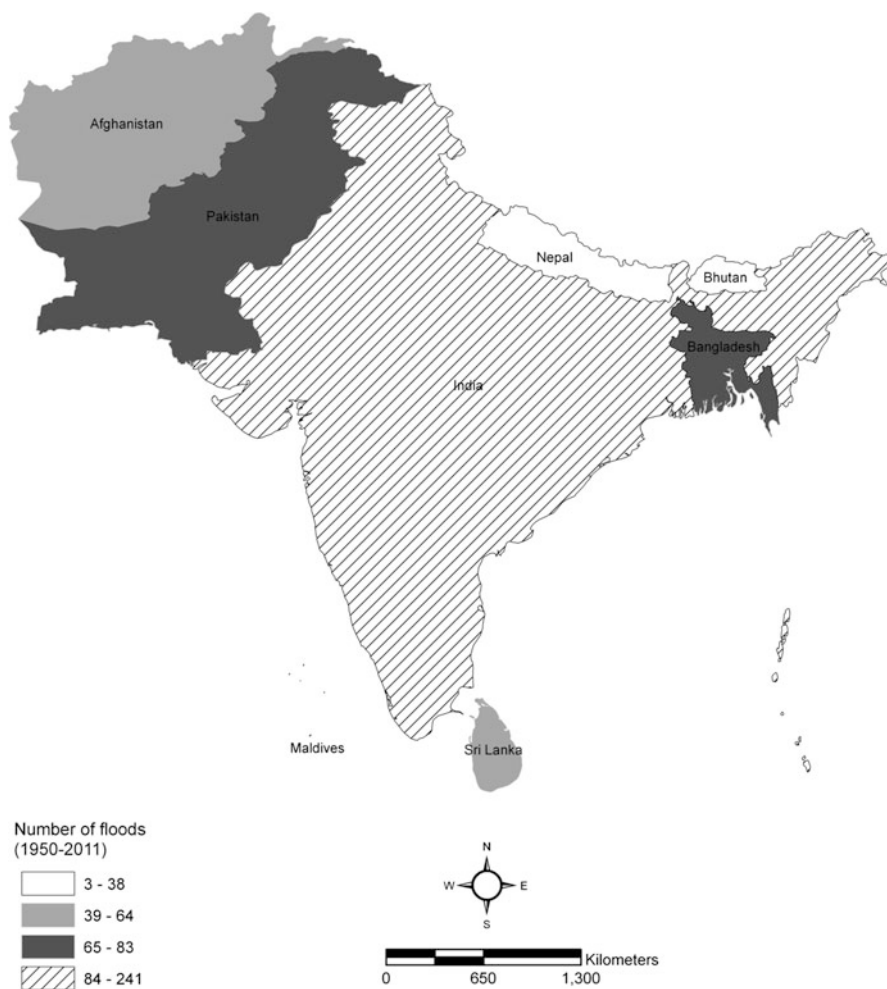 Afghanistan
Pakistan
Nepal
Bhutan
Bangladesh
India
Maldives
Sri Lanka
Number of floods
(1950-2011)
3 - 38
39 - 64
65 - 83
84 - 241
N
W
E
S
Kilometers
0 650 1,300